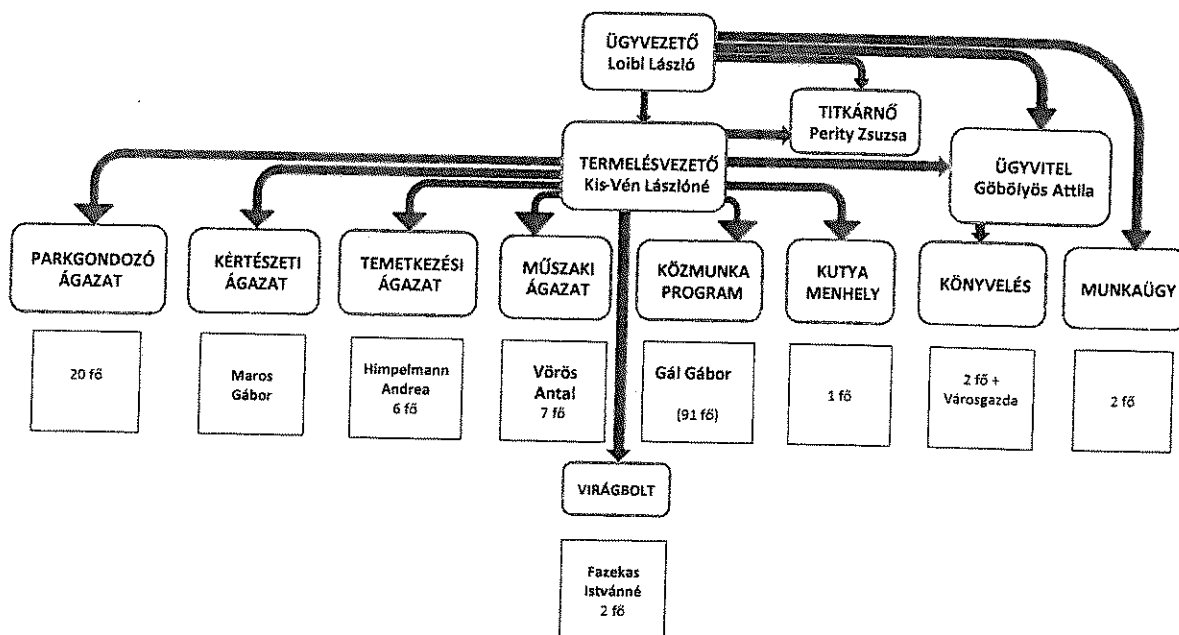 ÜGYVEZETŐ
Loibl László
TITKÁRNŐ
Perity Zsuzsa
TERMELÉSVEZETŐ
Kis-Vén Lászlóné
ÜGYVITEL
Göbölyös Attila
PARKGONDOZÓ
ÁGAZAT
KÉRTÉSZETI
ÁGAZAT
TEMETKEZÉSI
ÁGAZAT
MŰSZAKI
ÁGAZAT
KÖZMUNKA
PROGRAM
KUTYA
MENHELY
KÖNYVELÉS
MUNKAÜGY
20 fő
Maros
Gábor
Himpelmann
Andrea
6 fő
Vörös
Antal
7 fő
Gál Gábor
(91 fő)
1 fő
2 fő +
Városgazda
2 fő
VIRÁGBOLT
Fazekas
Istvánné
2 fő